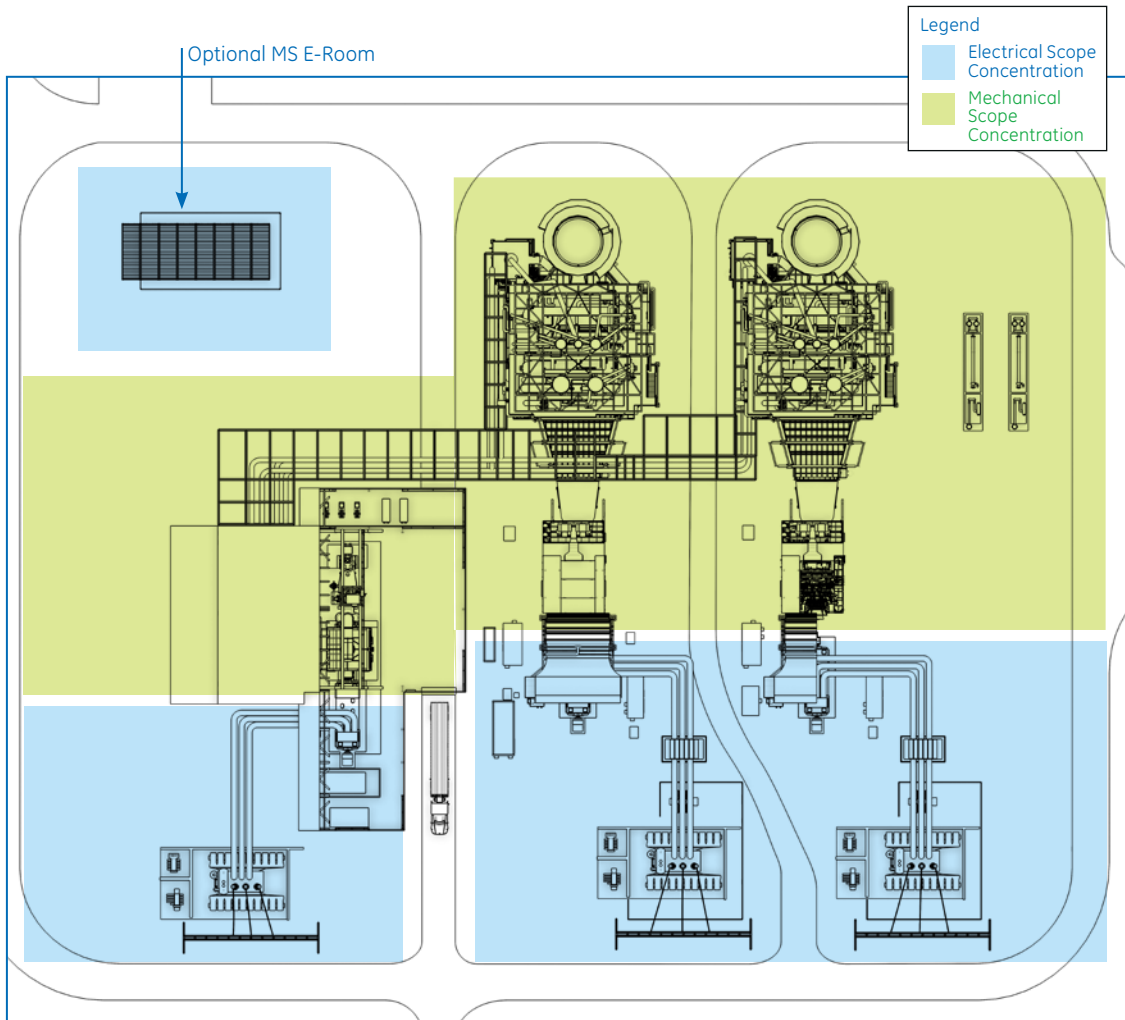 Optional MS E-Room
Legend
Electrical Scope
Concentration
Mechanical
Scope
Concentration